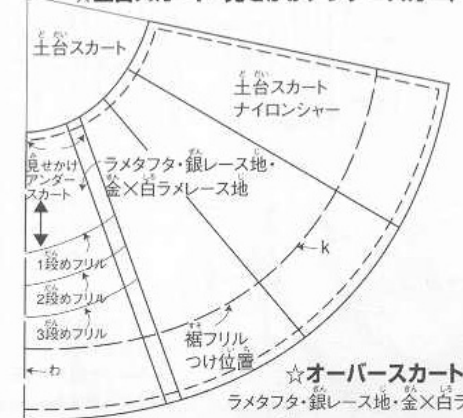 土台スカート
土台スカート
ナイロンシャー
見せかけ
アンダー
スカート
ラメタフタ・銀レース地・
金×白ラメレース地
1段めフリル
2段めフリル
3段めフリル
k
裾フリル
つけ位置
わ
☆オーバースカート
ラメタフタ・銀レース地・金×白ラ